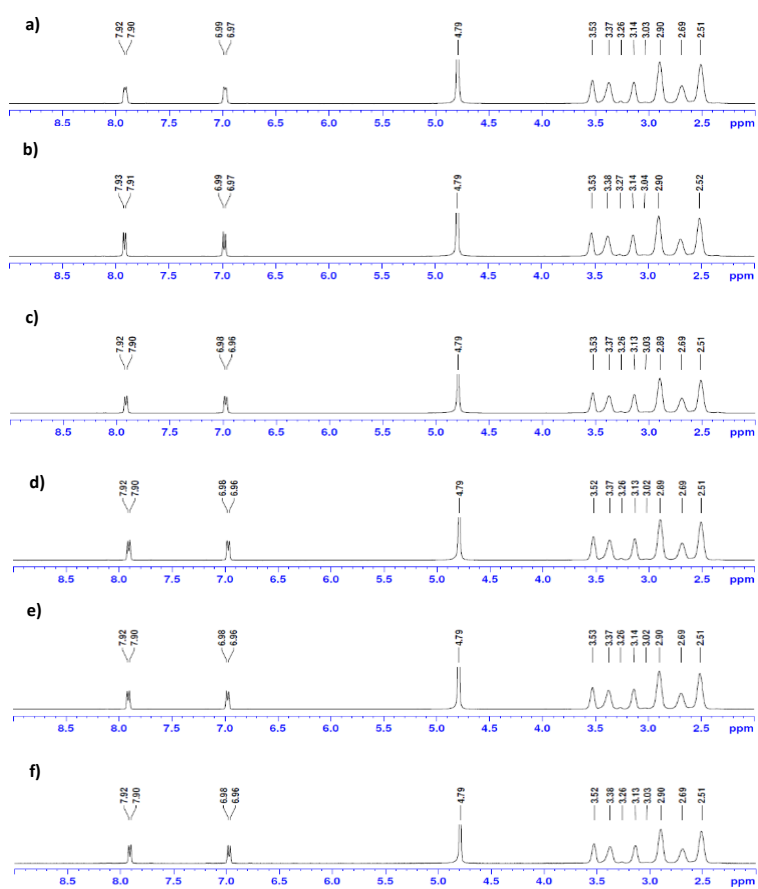 a)
7.92 7.90 6.99 6.97 4.79 3.53 3.37 3.26 3.14 3.03 2.90 2.69 2.51
8.5 8.0 7.5 7.0 6.5 6.0 5.5 5.0 4.5 4.0 3.5 3.0 2.5 ppm
b)
7.93 7.91 6.99 6.97 4.79 3.53 3.38 3.27 3.14 3.04 2.90 2.52
8.5 8.0 7.5 7.0 6.5 6.0 5.5 5.0 4.5 4.0 3.5 3.0 2.5 ppm
c)
7.92 7.90 6.98 6.96 4.79 3.53 3.37 3.26 3.13 3.03 2.89 2.69 2.51
8.5 8.0 7.5 7.0 6.5 6.0 5.5 5.0 4.5 4.0 3.5 3.0 2.5 ppm
d)
7.92 7.90 6.98 6.96 4.79 3.52 3.37 3.26 3.13 3.02 2.89 2.69 2.51
8.5 8.0 7.5 7.0 6.5 6.0 5.5 5.0 4.5 4.0 3.5 3.0 2.5 ppm
e)
7.92 7.90 6.98 6.96 4.79 3.53 3.37 3.26 3.14 3.02 2.90 2.69 2.51
8.5 8.0 7.5 7.0 6.5 6.0 5.5 5.0 4.5 4.0 3.5 3.0 2.5 ppm
f)
7.92 7.90 6.98 6.96 4.79 3.52 3.38 3.26 3.13 3.03 2.90 2.69 2.51
8.5 8.0 7.5 7.0 6.5 6.0 5.5 5.0 4.5 4.0 3.5 3.0 2.5 ppm